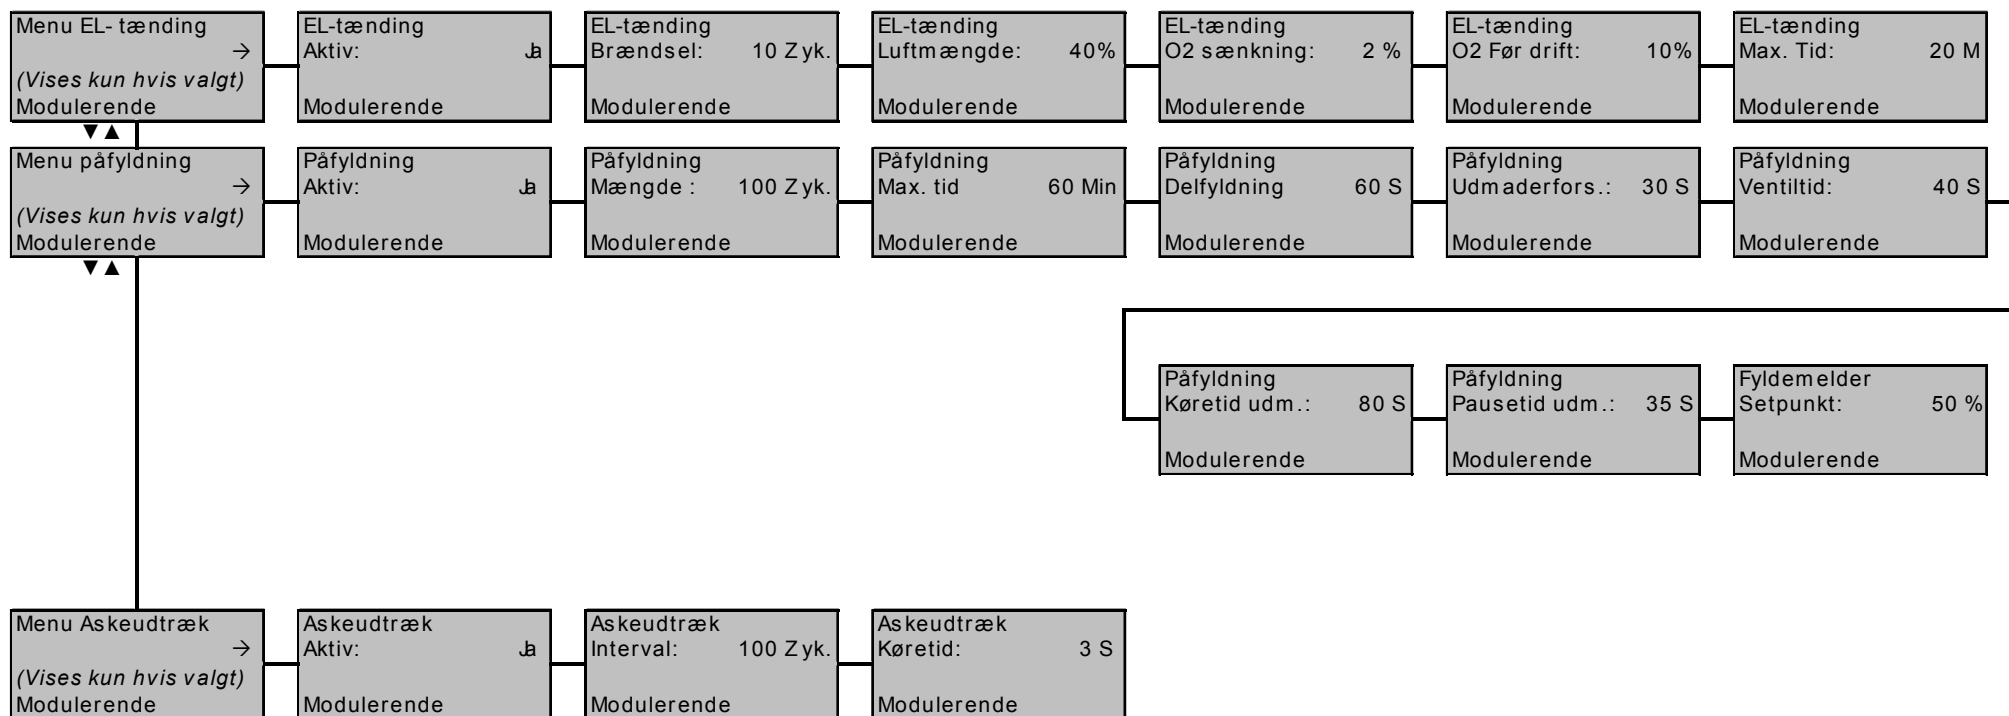 Menu EL- tænding
→
(Vises kun hvis valgt)
Modulerende
EL-tænding
Aktiv: Ja
Modulerende
EL-tænding
Brændsel: 10 Zyk.
Modulerende
EL-tænding
Luftmængde: 40%
Modulerende
EL-tænding
O2 sænkning: 2 %
Modulerende
EL-tænding
O2 Før drift: 10%
Modulerende
EL-tænding
Max. Tid: 20 M
Modulerende
▼▲
Menu påfyldning
→
(Vises kun hvis valgt)
Modulerende
Påfyldning
Aktiv: Ja
Modulerende
Påfyldning
Mængde : 100 Zyk.
Modulerende
Påfyldning
Max. tid 60 Min
Modulerende
Påfyldning
Delfyldning 60 S
Modulerende
Påfyldning
Udmaderfors.: 30 S
Modulerende
Påfyldning
Ventiltid: 40 S
Modulerende
▼▲
Påfyldning
Køretid udm.: 80 S
Modulerende
Påfyldning
Pausetid udm.: 35 S
Modulerende
Fyldemelder
Setpunkt: 50 %
Modulerende
Menu Askeudtræk
→
(Vises kun hvis valgt)
Modulerende
Askeudtræk
Aktiv: Ja
Modulerende
Askeudtræk
Interval: 100 Zyk.
Modulerende
Askeudtræk
Køretid: 3 S
Modulerende